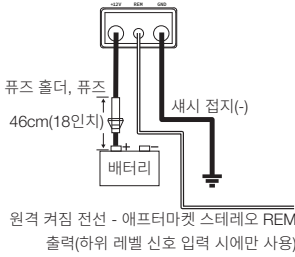 +12V REM GND
퓨즈 홀더, 퓨즈
46cm(18인치)
섀시 접지(-)
+ -
배터리
원격 켜짐 전선 - 애프터마켓 스테레오 REM
출력(하위 레벨 신호 입력 시에만 사용)